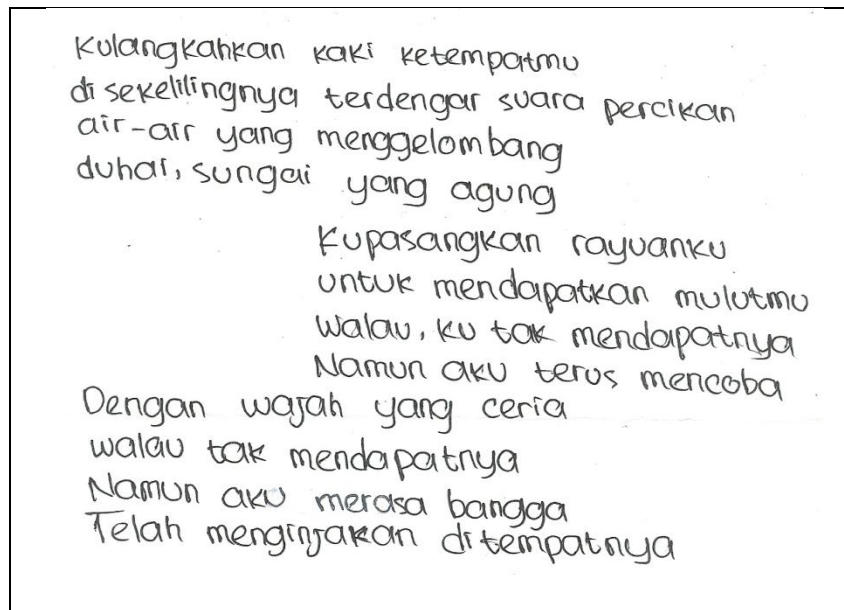 Kulangkahkan kaki ketempatmu
di sekelilingnya terdengar suara percikan
air-air yang menggelombang
duhai, sungai yang agung
Kupasangkan rayuanku
untuk mendapatkan mulutmu
walau, ku tak mendapatnya
Namun aku terus mencoba
Dengan wajah yang ceria
walau tak mendapatnya
Namun aku merasa bangga
Telah menginjakan ditempatnya